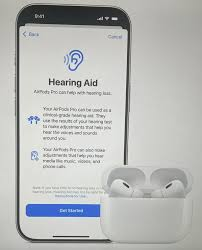 9:41
Back
Cancel
Hearing Aid
AirPods Pro can help with hearing loss.
Your AirPods Pro can be used as a
clinical-grade hearing aid. They
use the results of your hearing test
to make adjustments that help you
hear the voices and sounds
around you.
AirPods Pro can also make
adjustments that help you hear
media like music, videos, and
phone calls.
Get Started